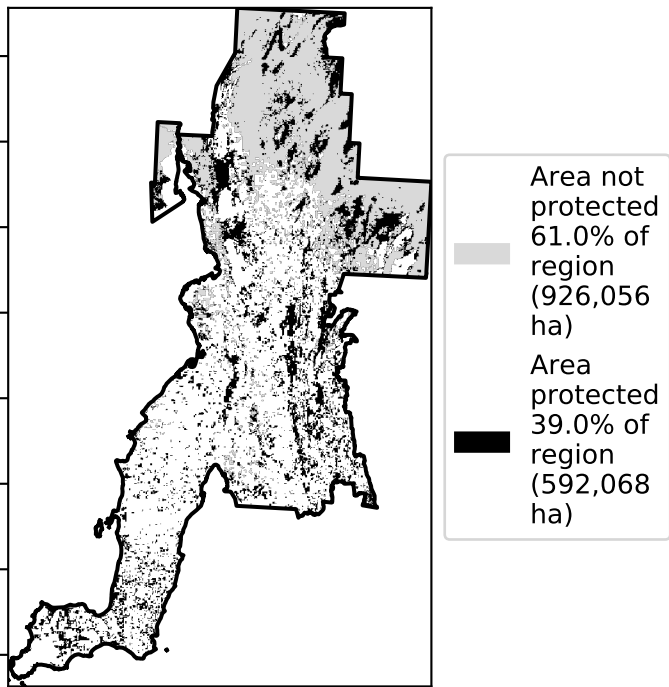 Area not
protected
61.0% of
region
(926,056
ha)
Area
protected
39.0% of
region
(592,068
ha)